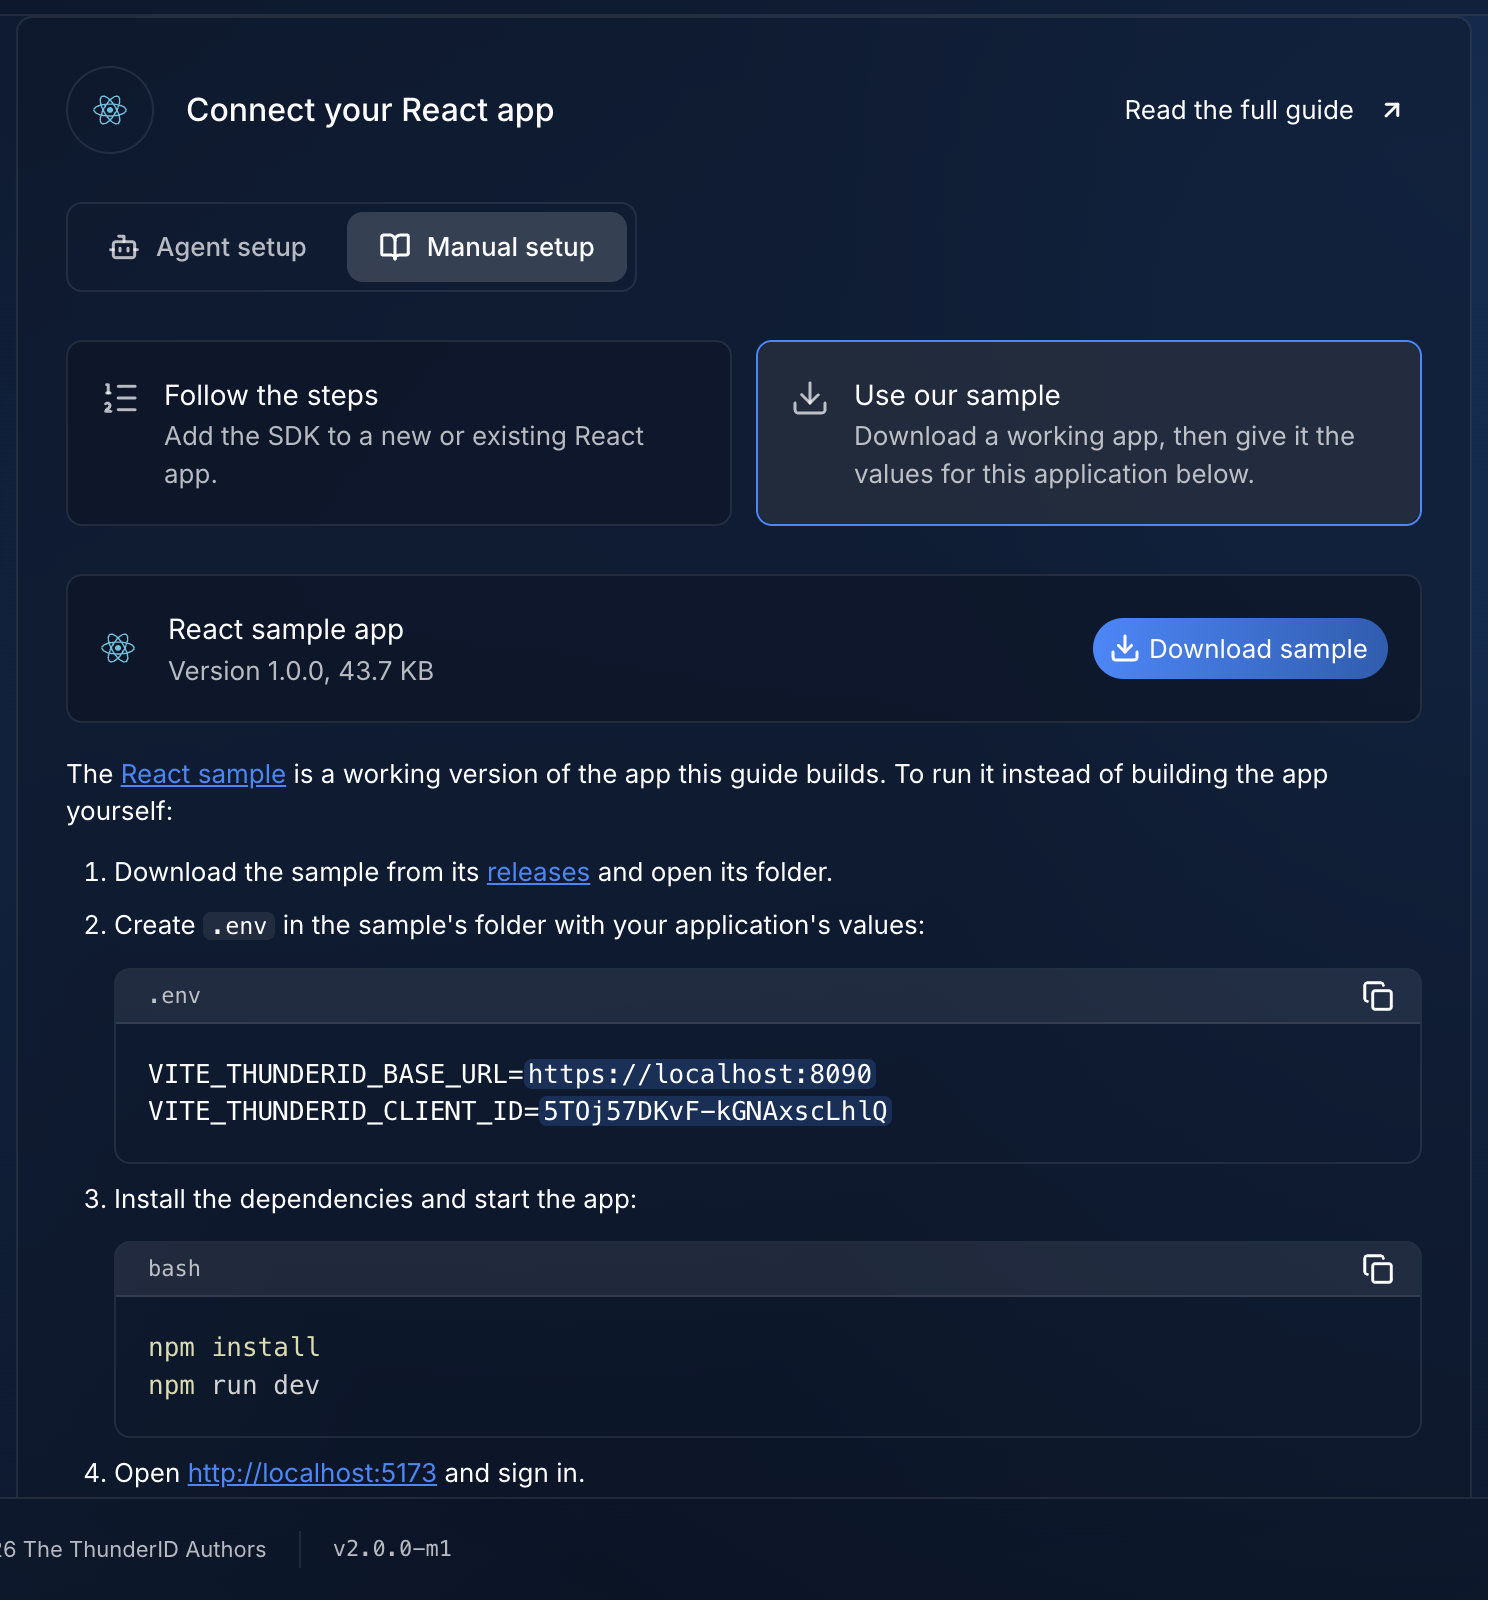 Connect your React app
Read the full guide
Agent setup
Manual setup
Follow the steps
Add the SDK to a new or existing React
app.
Use our sample
Download a working app, then give it the
values for this application below.
React sample app
Version 1.0.0, 43.7 KB
Download sample
The React sample is a working version of the app this guide builds. To run it instead of building the app
yourself:
1. Download the sample from its releases and open its folder.
2. Create .env in the sample's folder with your application's values:
.env
VITE_THUNDERID_BASE_URL=https://localhost:8090
VITE_THUNDERID_CLIENT_ID=5TOj57DKvF-kGNAxscLhlQ
3. Install the dependencies and start the app:
bash
npm install
npm run dev
4. Open http://localhost:5173 and sign in.
26 The ThunderID Authors
v2.0.0-m1